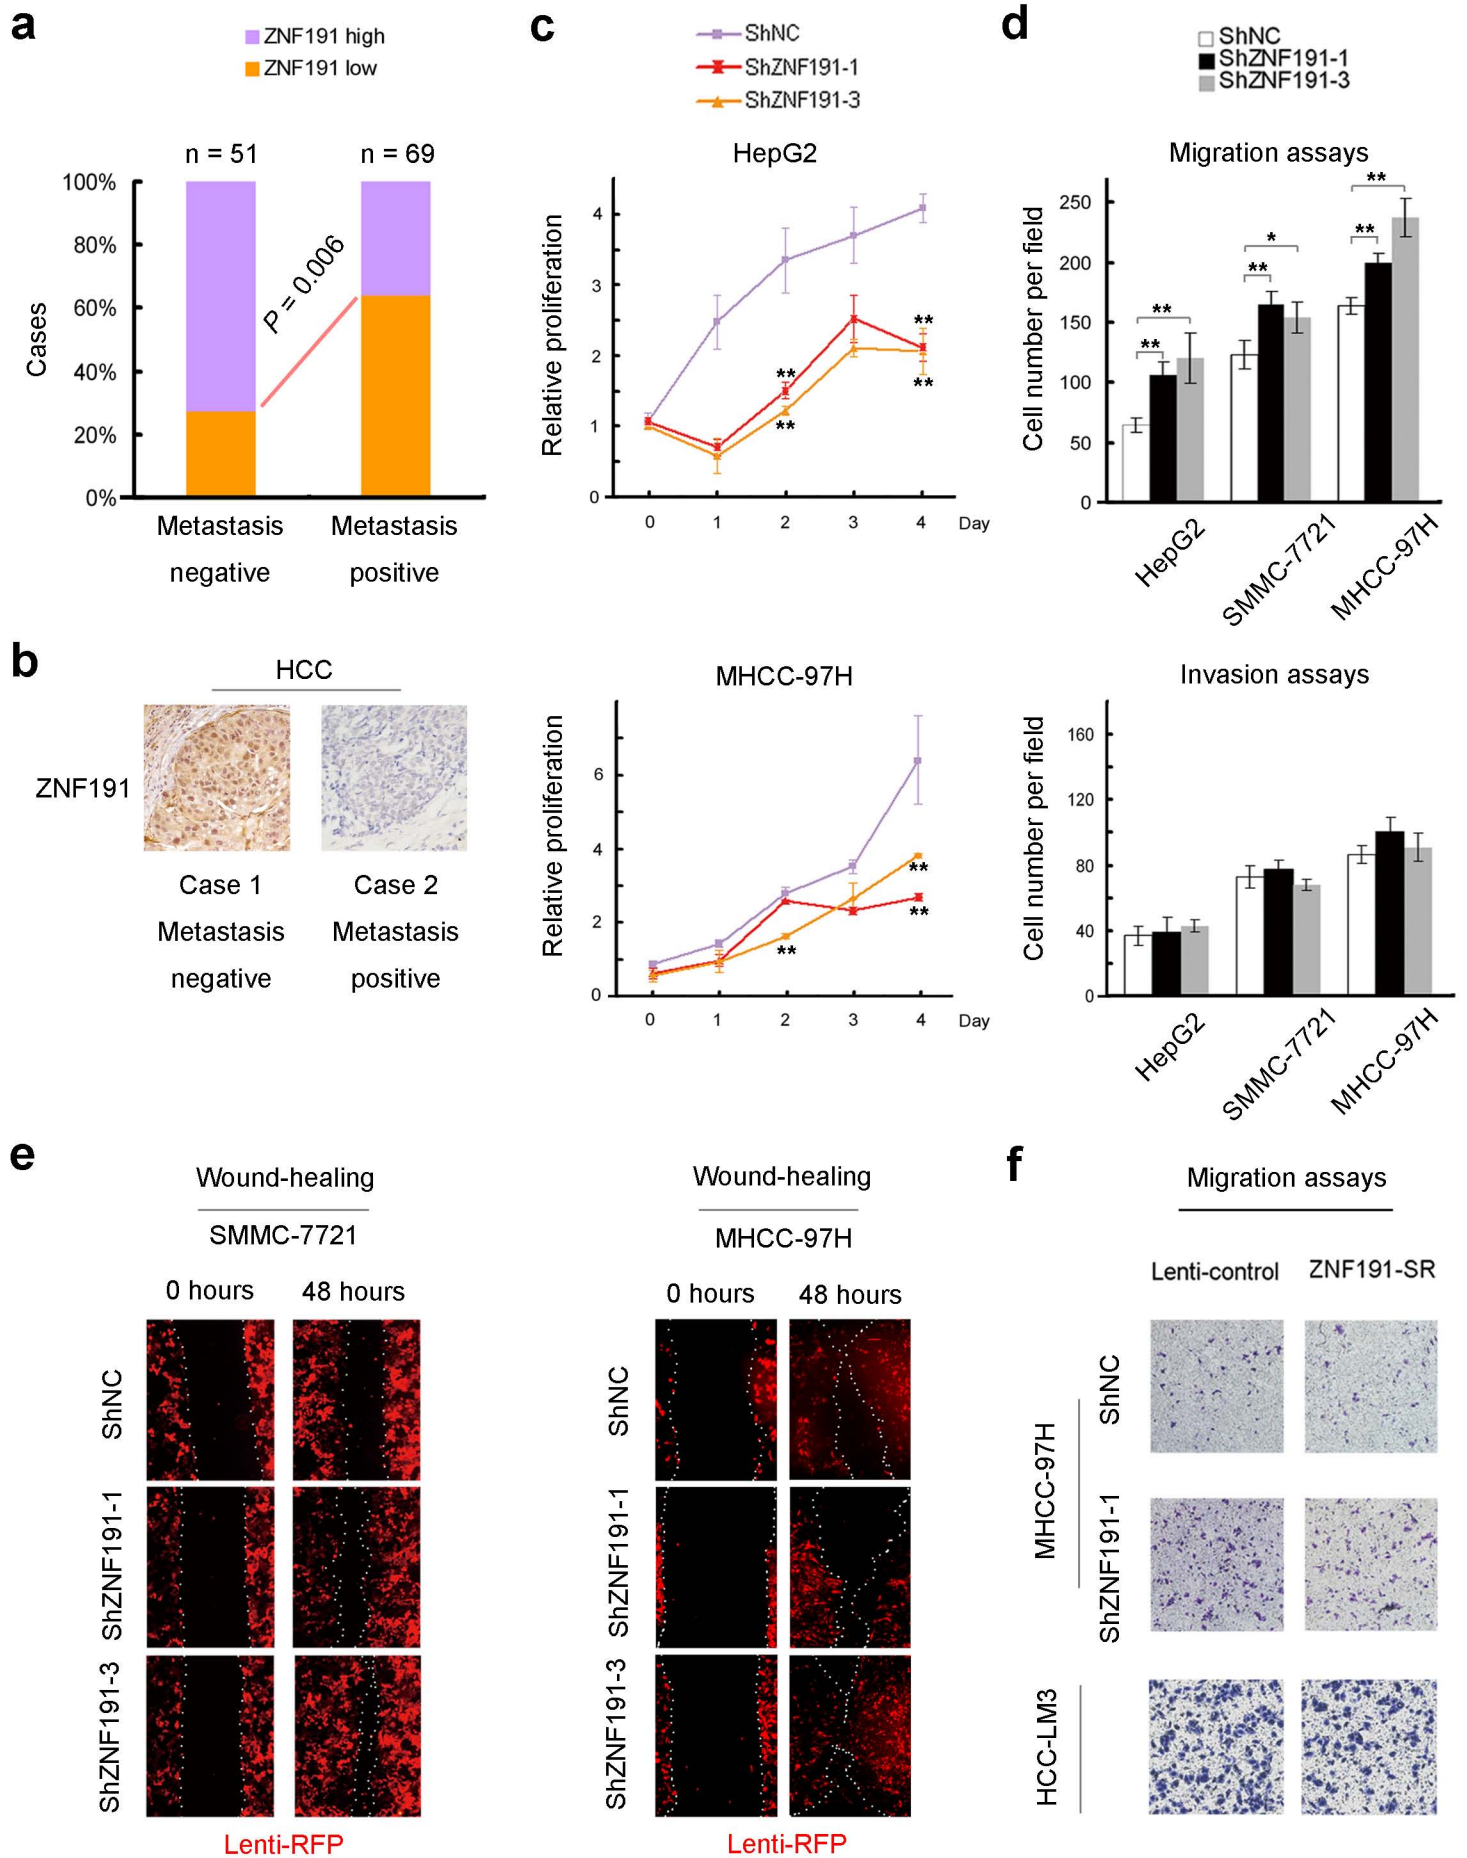 a
ZNF191 high
ZNF191 low
n = 51
n = 69
100%
80%
60%
40%
20%
0%
Cases
P = 0.006
Metastasis
negative
Metastasis
positive
b
HCC
ZNF191
Case 1
Metastasis
negative
Case 2
Metastasis
positive
c
ShNC
ShZNF191-1
ShZNF191-3
HepG2
Relative proliferation
4
3
2
1
0
**
**
**
**
0 1 2 3 4 Day
MHCC-97H
Relative proliferation
6
4
2
0
**
**
**
0 1 2 3 4 Day
d
ShNC
ShZNF191-1
ShZNF191-3
Migration assays
Cell number per field
250
200
150
100
50
0
**
**
*
**
**
**
HepG2
SMMC-7721
MHCC-97H
Invasion assays
Cell number per field
160
120
80
40
0
HepG2
SMMC-7721
MHCC-97H
e
Wound-healing
SMMC-7721
0 hours 48 hours
ShNC
ShZNF191-1
ShZNF191-3
Lenti-RFP
Wound-healing
MHCC-97H
0 hours 48 hours
ShNC
ShZNF191-1
ShZNF191-3
Lenti-RFP
f
Migration assays
Lenti-control ZNF191-SR
MHCC-97H
ShNC
ShZNF191-1
HCC-LM3